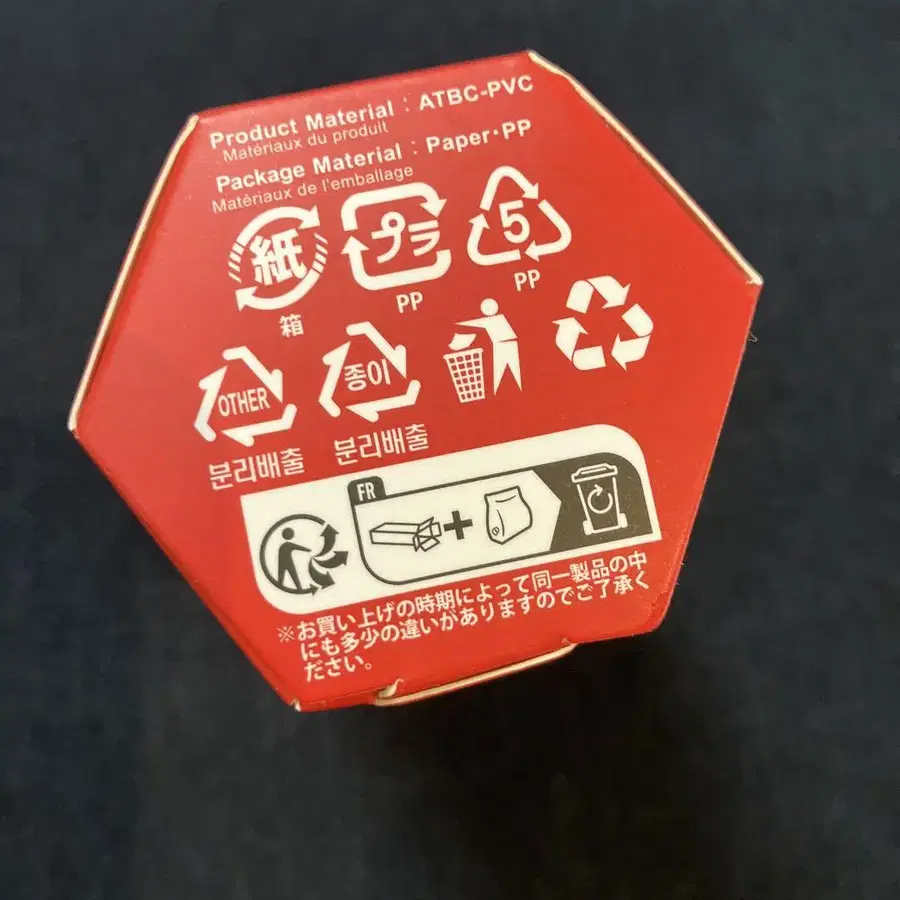 Product Material : ATBC-PVC
Matériaux du produit
Package Material : Paper・PP
Matèriaux de l'emballage
紙
プラ
5
箱
PP
PP
OTHER
종이
분리배출
분리배출
FR
+
※お買い上げの時期によって同一製品の中
にも多少の違いがありますのでご了承く
ださい。